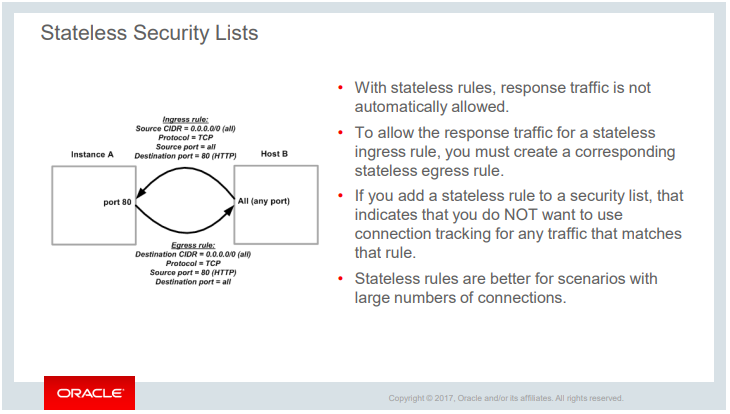 Stateless Security Lists
Ingress rule:
Source CIDR = 0.0.0.0/0 (all)
Protocol = TCP
Source port = all
Destination port = 80 (HTTP)
Instance A
Host B
port 80
All (any port)
Egress rule:
Destination CIDR = 0.0.0.0/0 (all)
Protocol = TCP
Source port = 80 (HTTP)
Destination port = all
• With stateless rules, response traffic is not
automatically allowed.
• To allow the response traffic for a stateless
ingress rule, you must create a corresponding
stateless egress rule.
• If you add a stateless rule to a security list, that
indicates that you do NOT want to use
connection tracking for any traffic that matches
that rule.
• Stateless rules are better for scenarios with
large numbers of connections.
ORACLE
Copyright © 2017, Oracle and/or its affiliates. All rights reserved.